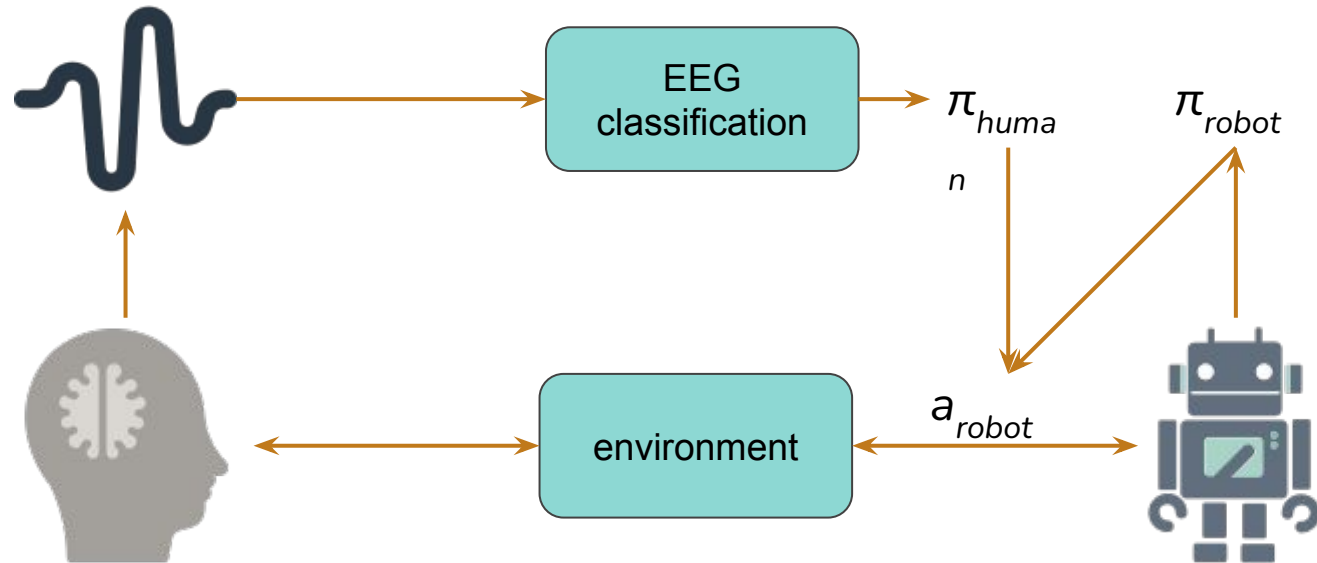 EEG
classification
π_huma
n
π_robot
environment
a_robot